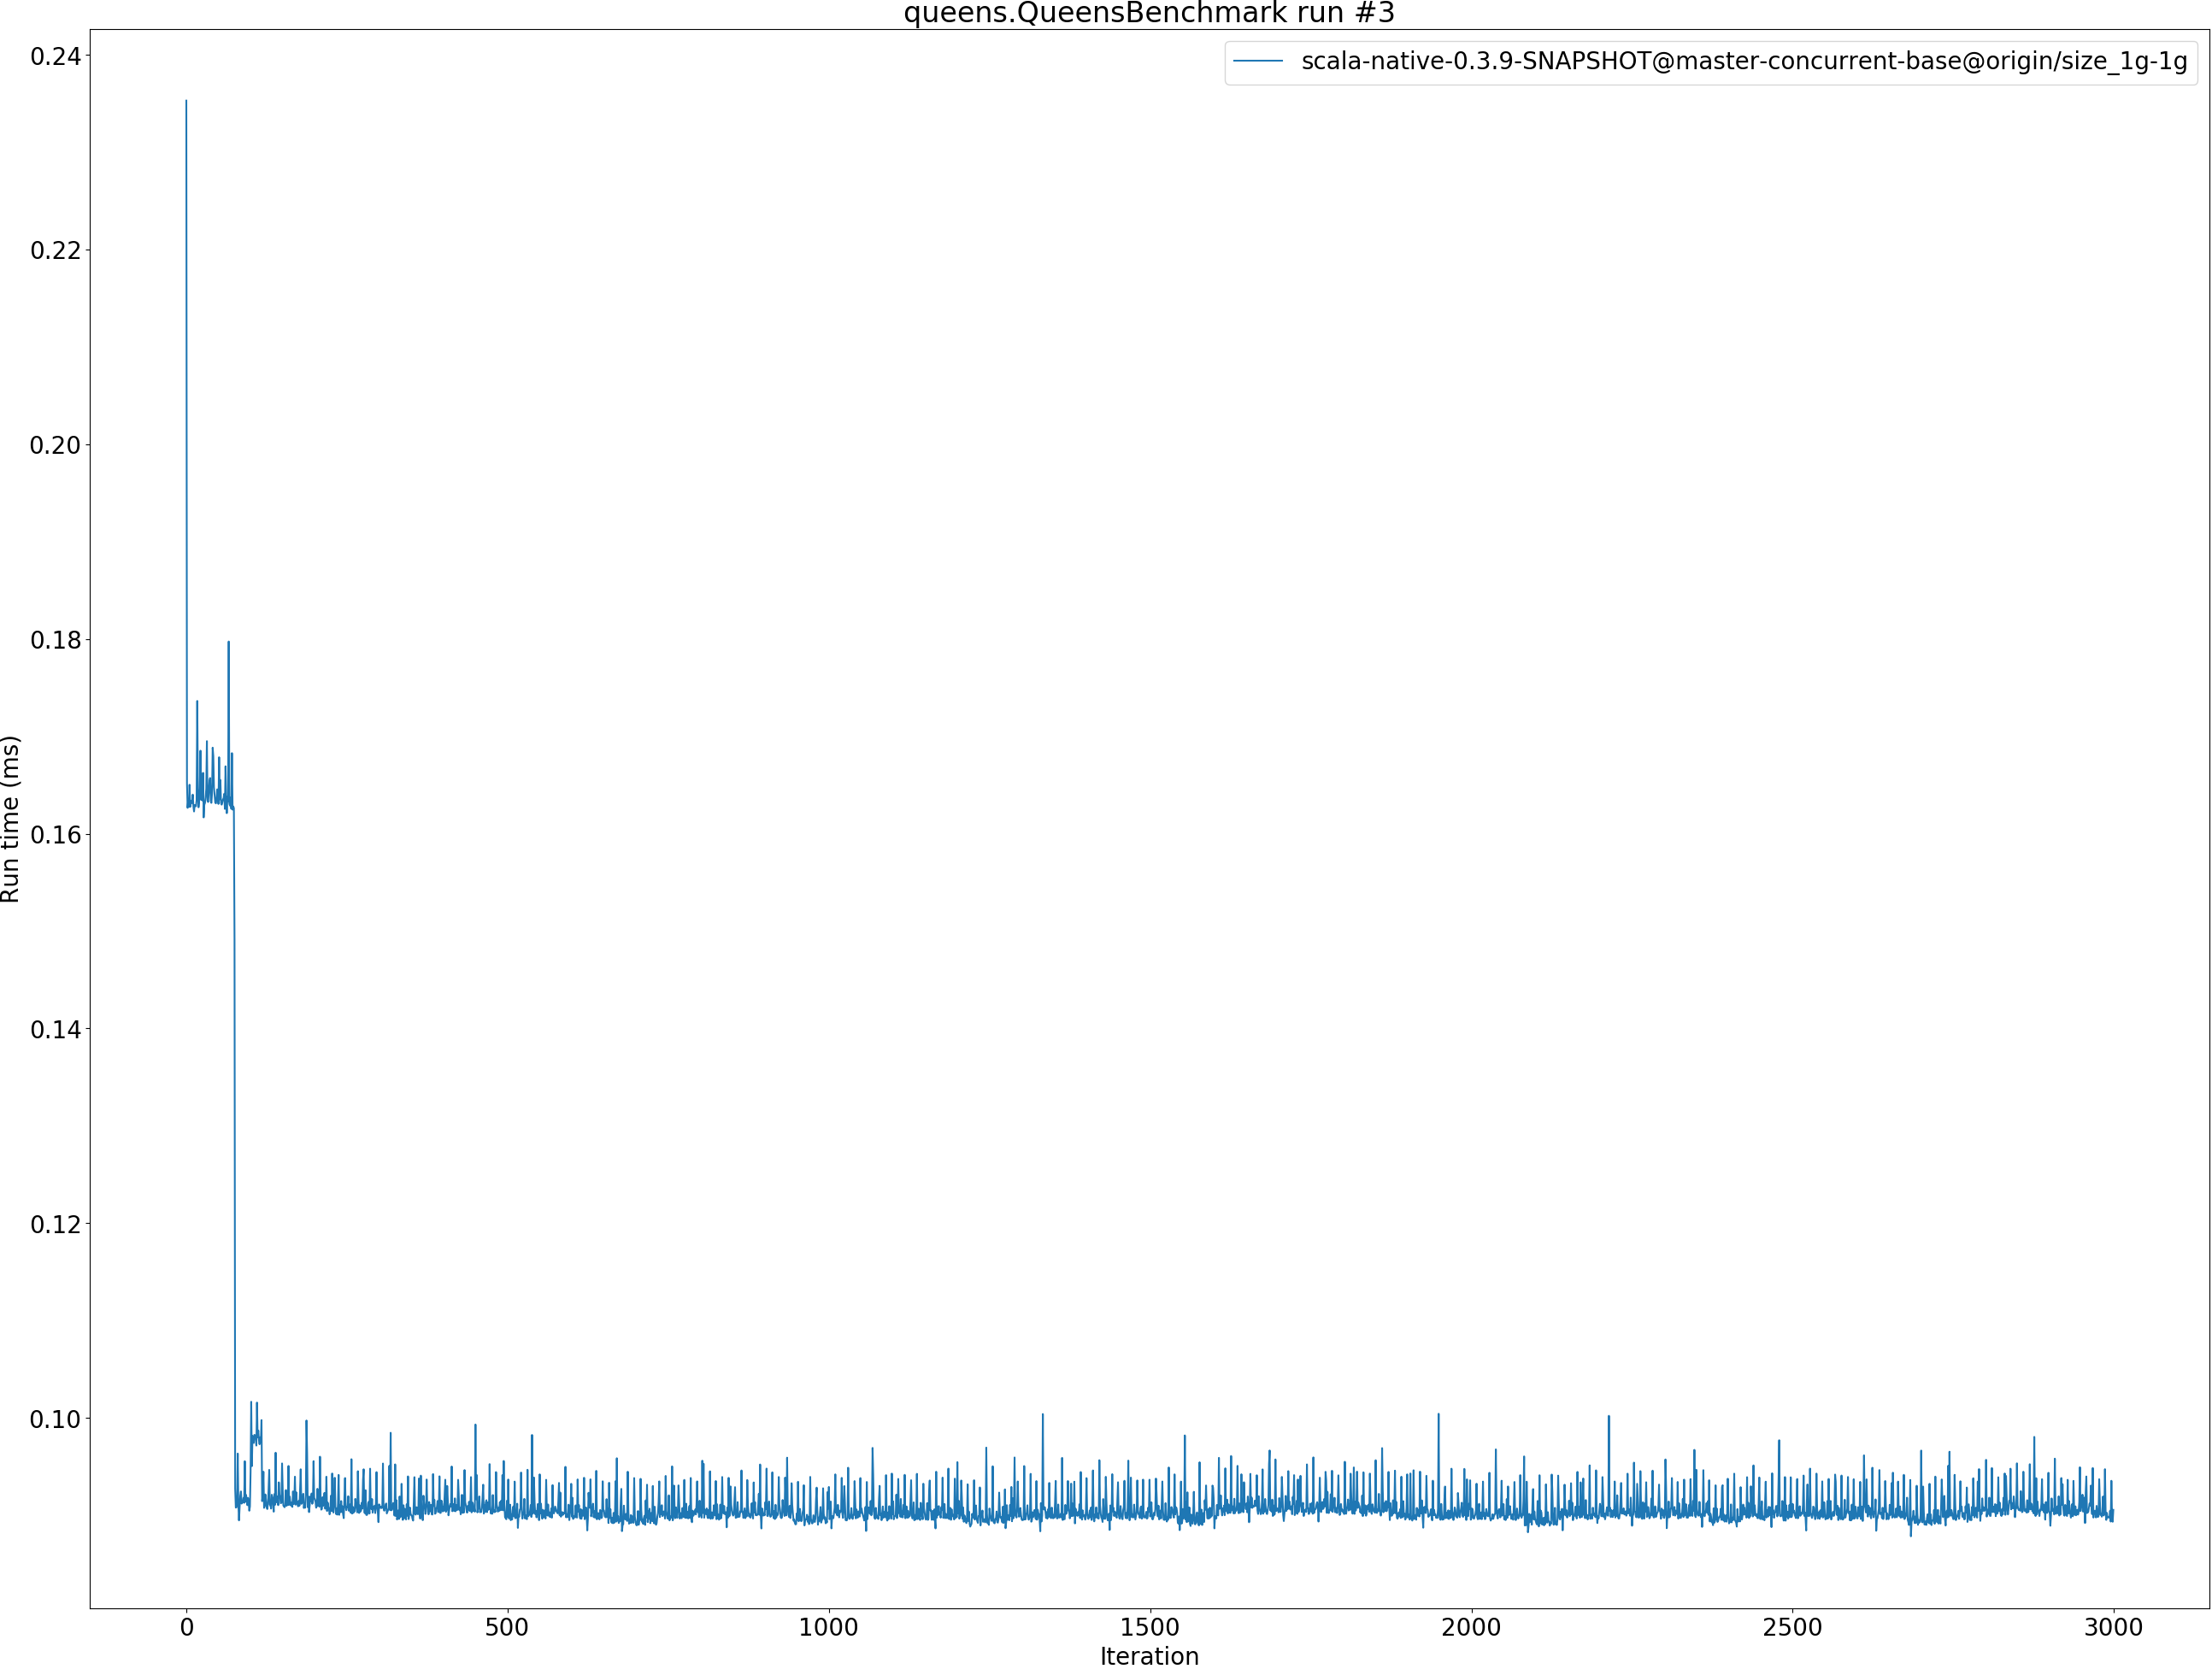 queens.QueensBenchmark run #3
scala-native-0.3.9-SNAPSHOT@master-concurrent-base@origin/size_1g-1g
0.24
0.22
0.20
0.18
0.16
0.14
0.12
0.10
Run time (ms)
0 500 1000 1500 2000 2500 3000
Iteration